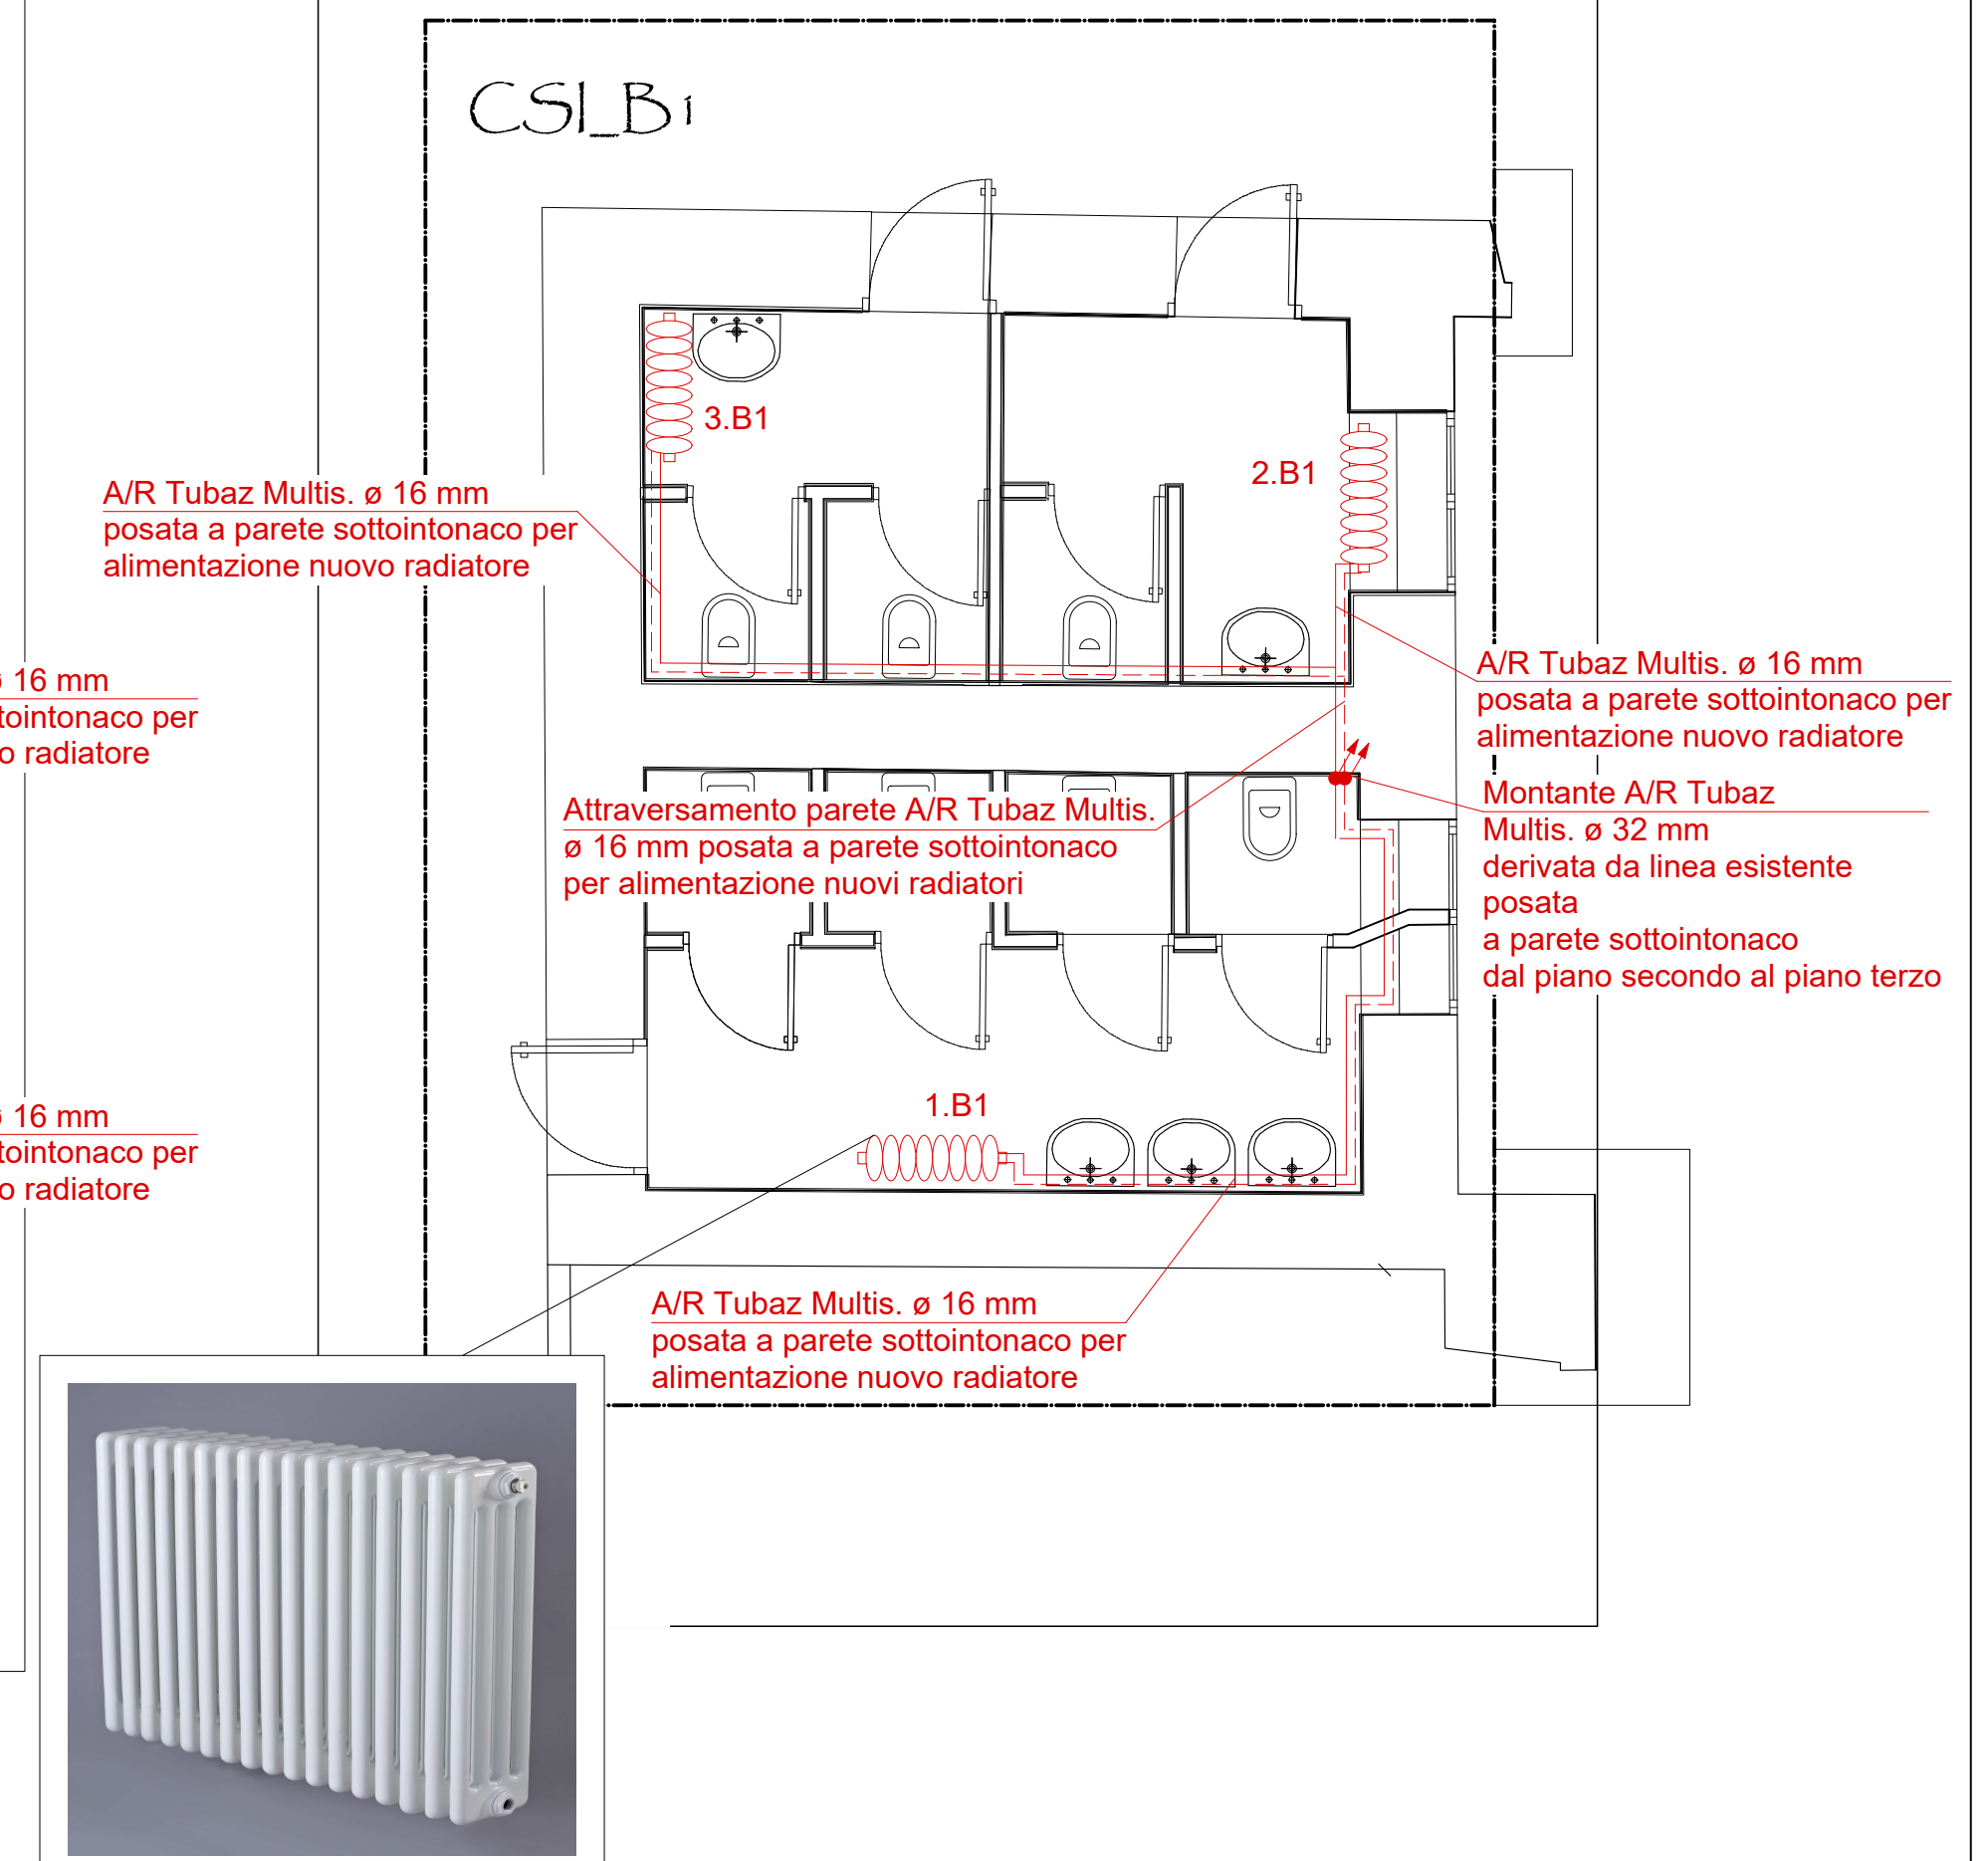 CSI_B1
3.B1
2.B1
A/R Tubaz Multis. ø 16 mm
posata a parete sottointonaco per
alimentazione nuovo radiatore
ø 16 mm
ttointonaco per
o radiatore
A/R Tubaz Multis. ø 16 mm
posata a parete sottointonaco per
alimentazione nuovo radiatore
Attraversamento parete A/R Tubaz Multis.
ø 16 mm posata a parete sottointonaco
per alimentazione nuovi radiatori
Montante A/R Tubaz
Multis. ø 32 mm
derivata da linea esistente
posata
a parete sottointonaco
dal piano secondo al piano terzo
1.B1
ø 16 mm
ttointonaco per
o radiatore
A/R Tubaz Multis. ø 16 mm
posata a parete sottointonaco per
alimentazione nuovo radiatore